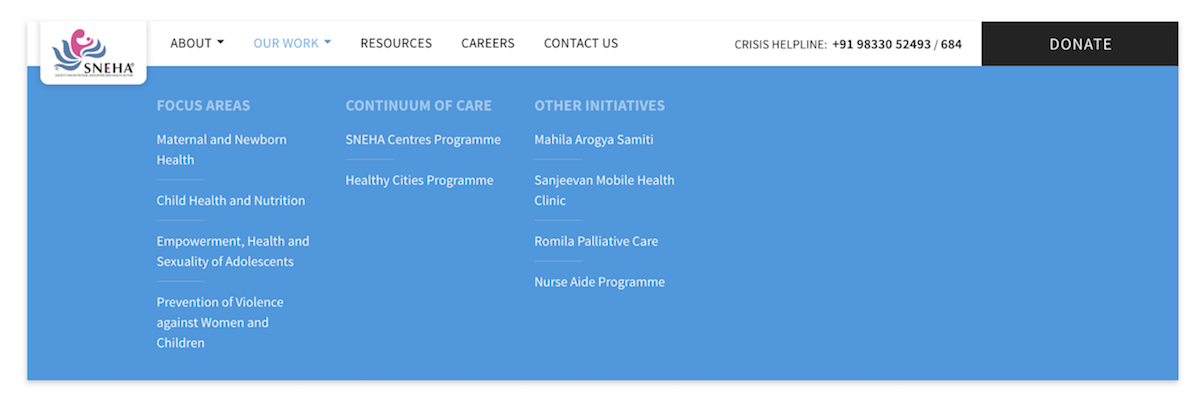 SNEHA
ABOUT
OUR WORK
RESOURCES
CAREERS
CONTACT US
CRISIS HELPLINE: +91 98330 52493 / 684
DONATE
FOCUS AREAS
Maternal and Newborn
Health
Child Health and Nutrition
Empowerment, Health and
Sexuality of Adolescents
Prevention of Violence
against Women and
Children
CONTINUUM OF CARE
SNEHA Centres Programme
Healthy Cities Programme
OTHER INITIATIVES
Mahila Arogya Samiti
Sanjeevan Mobile Health
Clinic
Romila Palliative Care
Nurse Aide Programme